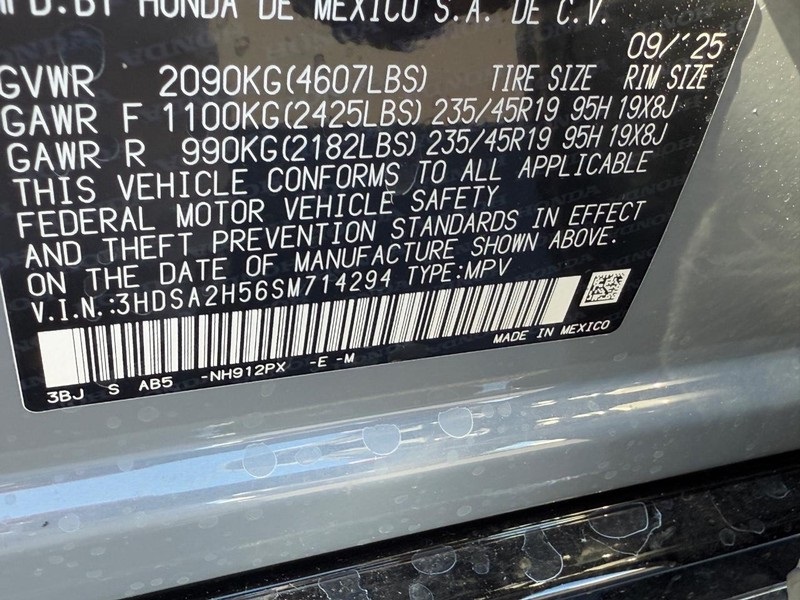 MFD.BY HONDA DE MEXICO S.A. DE C.V.
09/'25
GVWR 2090KG(4607LBS) TIRE SIZE RIM SIZE
GAWR F 1100KG(2425LBS) 235/45R19 95H 19X8J
GAWR R 990KG(2182LBS) 235/45R19 95H 19X8J
THIS VEHICLE CONFORMS TO ALL APPLICABLE
FEDERAL MOTOR VEHICLE SAFETY
AND THEFT PREVENTION STANDARDS IN EFFECT
ON THE DATE OF MANUFACTURE SHOWN ABOVE.
V.I.N.:3HDSA2H56SM714294 TYPE:MPV
MADE IN MEXICO
3BJ S AB5 -NH912PX -E -M